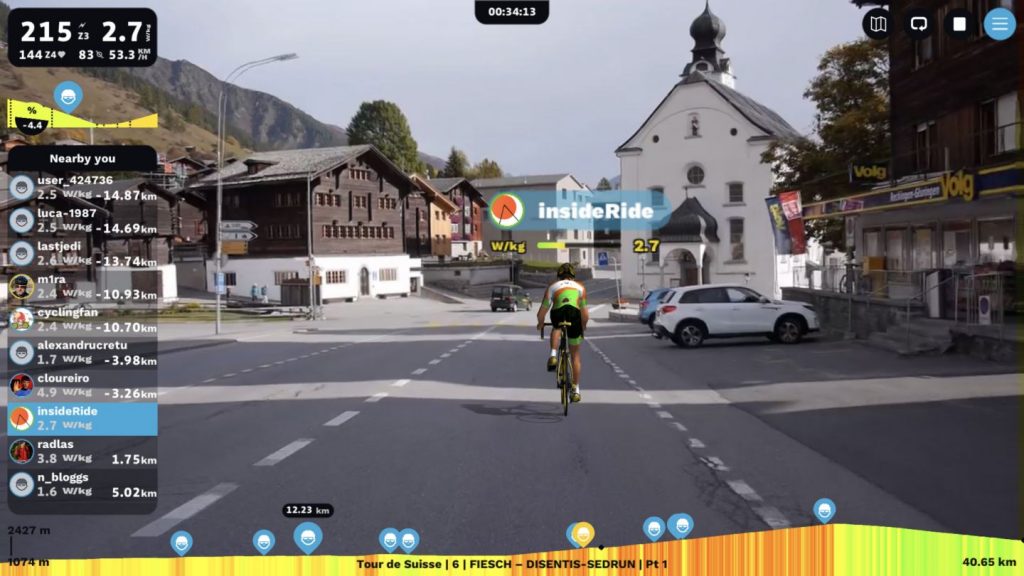 00:34:13
215 Z3 2.7 W/KG
144 Z4 83 53.3 KM/H
%
-4.4
Nearby you
user_424736
2.5 W/kg -14.87km
luca-1987
2.5 W/kg -14.69km
lastjedi
2.6 W/kg -13.74km
m1ra
2.4 W/kg -10.93km
cyclingfan
2.4 W/kg -10.70km
alexandrucretu
1.7 W/kg -3.98km
cloureiro
4.9 W/kg -3.26km
insideRide
2.7 W/kg
radlas
3.8 W/kg 1.75km
n_bloggs
1.6 W/kg 5.02km
insideRide
W/kg 2.7
Volg
Volg
12.23 km
2427 m
1074 m
Tour de Suisse | 6 | FIESCH – DISENTIS-SEDRUN | Pt 1
40.65 km